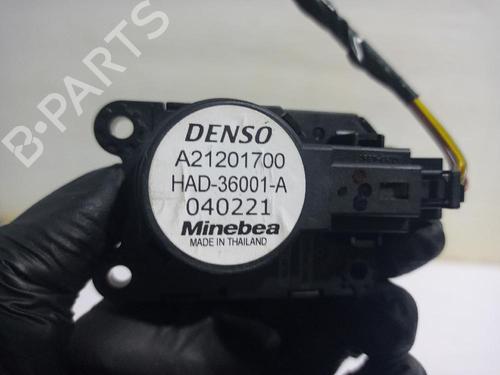 B-PARTS
DENSO
A21201700
HAD-36001-A
040221
Minebea
MADE IN THAILAND